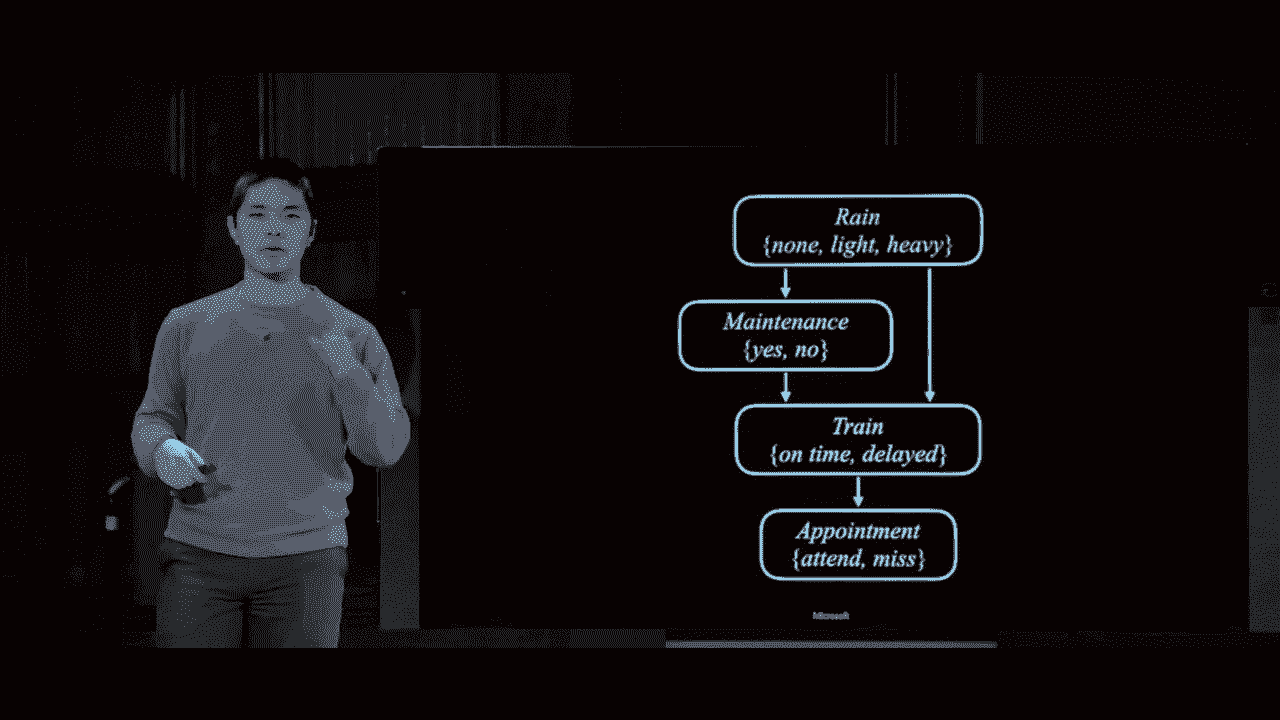 Rain
{none, light, heavy}
Maintenance
{yes, no}
Train
{on time, delayed}
Appointment
{attend, miss}
Microsoft